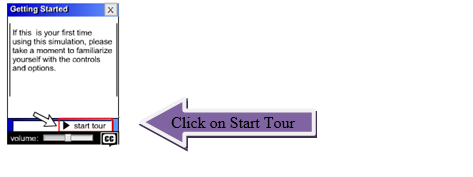 Getting Started X
If this is your first time
using this simulation, please
take a moment to familiarize
yourself with the controls
and options.
start tour
volume: CC
Click on Start Tour